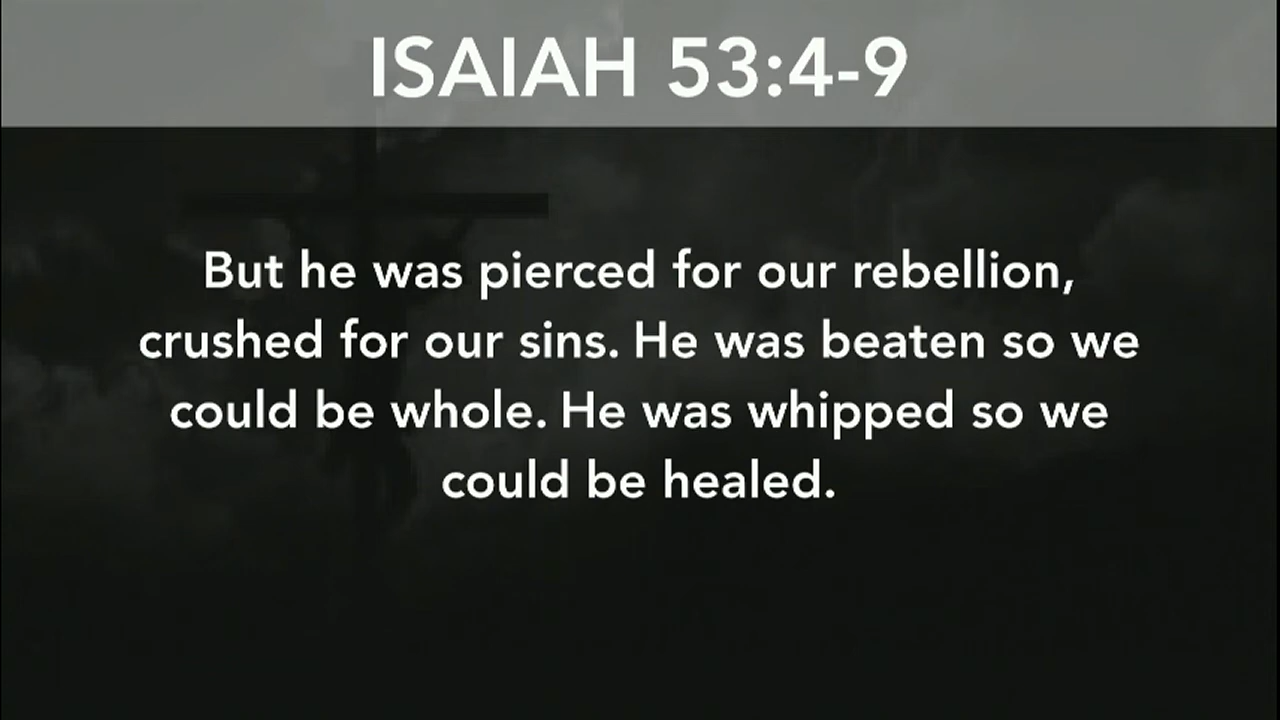 ISAIAH 53:4-9
But he was pierced for our rebellion,
crushed for our sins. He was beaten so we
could be whole. He was whipped so we
could be healed.